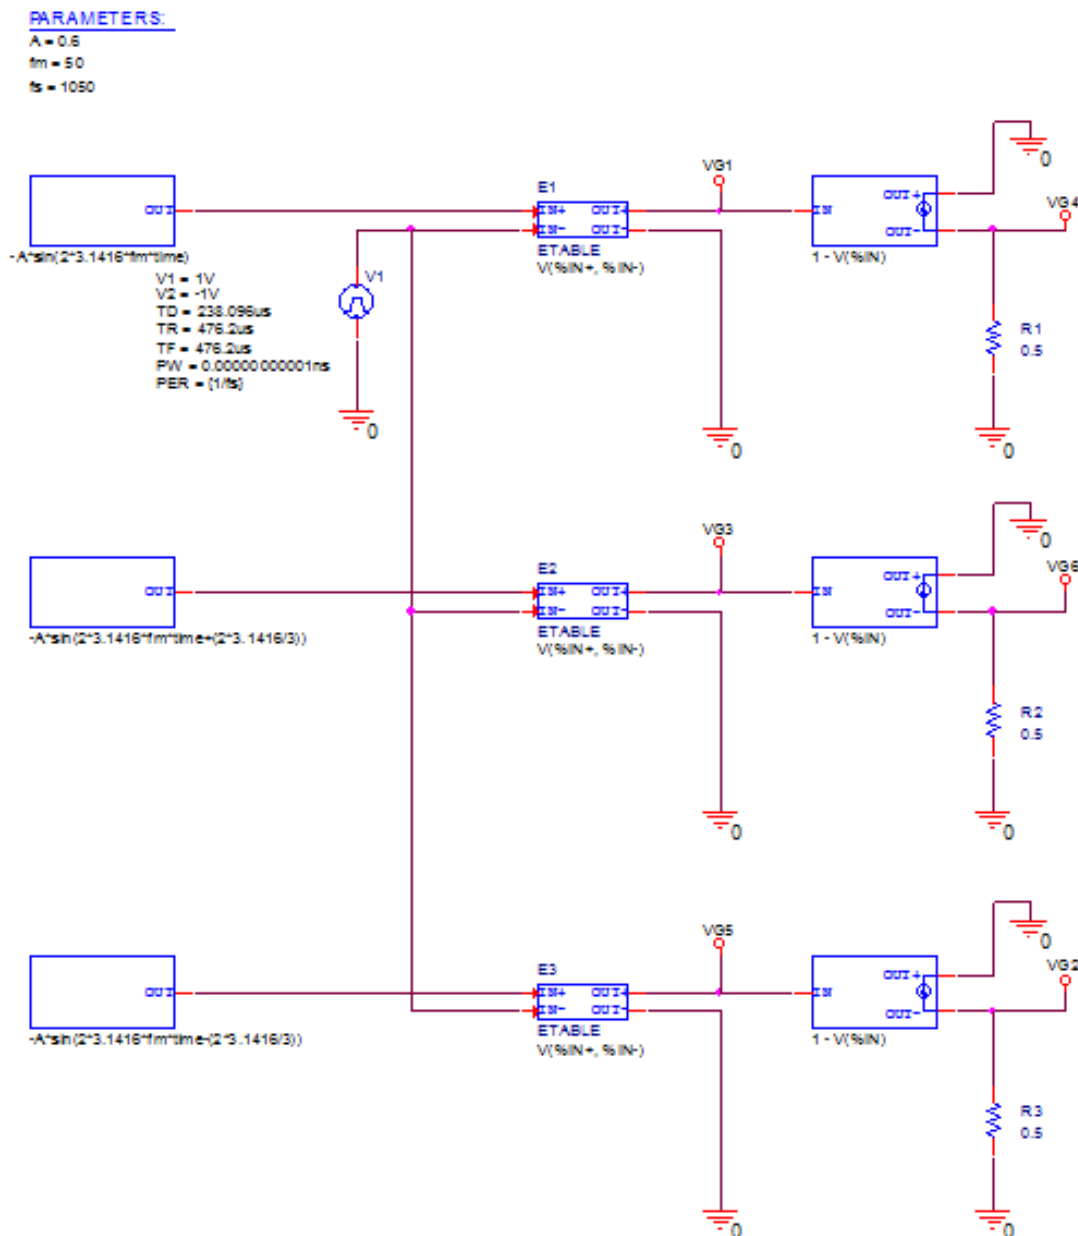 PARAMETERS:
A = 0.6
fm = 50
fs = 1050
OUT
-A*sin(2*3.1416*fm*time)
V1 = 1V
V2 = -1V
TD = 238.096us
TR = 476.2us
TF = 476.2us
PW = 0.00000000001ns
PER = {1/fs}
V1
0
E1
IN+ OUT+
IN- OUT-
ETABLE
V(%IN+, %IN-)
0
VG1
IN
OUT+
OUT-
1 - V(%IN)
0
VG4
R1
0.5
0
OUT
-A*sin(2*3.1416*fm*time+(2*3.1416/3))
E2
IN+ OUT+
IN- OUT-
ETABLE
V(%IN+, %IN-)
0
VG3
IN
OUT+
OUT-
1 - V(%IN)
0
VG6
R2
0.5
0
OUT
-A*sin(2*3.1416*fm*time-(2*3.1416/3))
E3
IN+ OUT+
IN- OUT-
ETABLE
V(%IN+, %IN-)
0
VG5
IN
OUT+
OUT-
1 - V(%IN)
0
VG2
R3
0.5
0